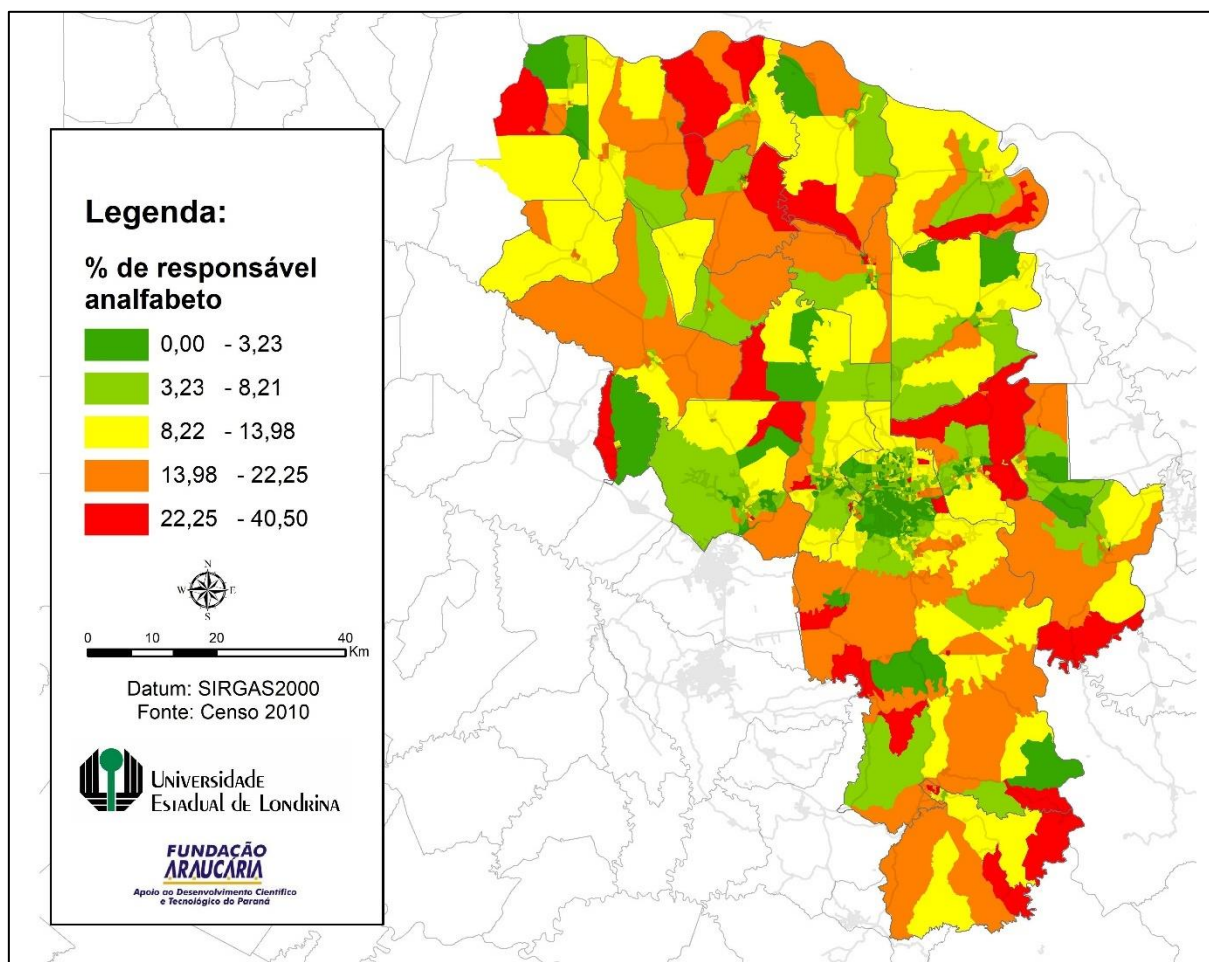 Legenda:
% de responsável
analfabeto
0,00 - 3,23
3,23 - 8,21
8,22 - 13,98
13,98 - 22,25
22,25 - 40,50
N
W E
S
0 10 20 40
Km
Datum: SIRGAS2000
Fonte: Censo 2010
UNIVERSIDADE
ESTADUAL DE LONDRINA
FUNDAÇÃO
ARAUCÁRIA
Apoio ao Desenvolvimento Científico
e Tecnológico do Paraná